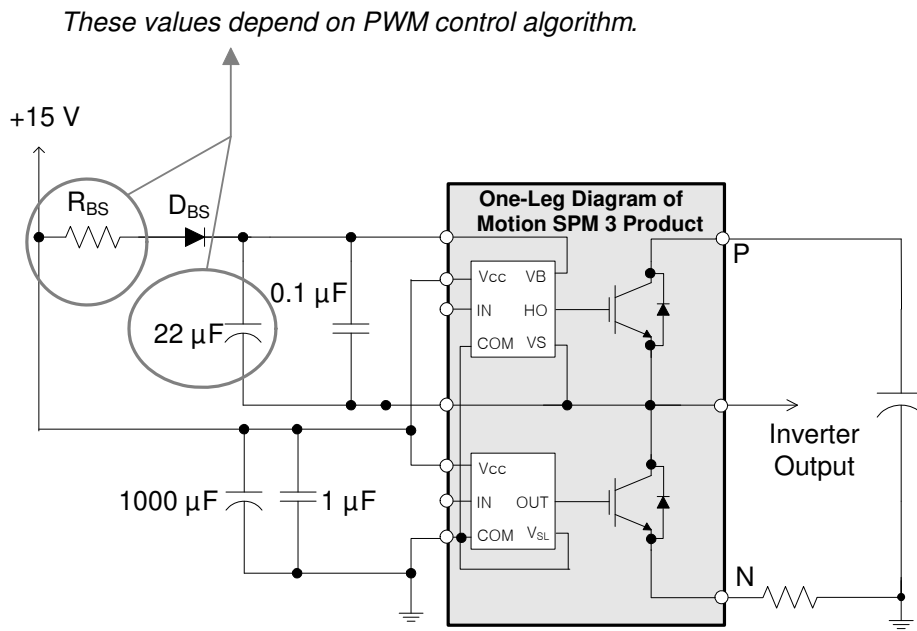 These values depend on PWM control algorithm.
+15 V
R_BS
D_BS
One-Leg Diagram of
Motion SPM 3 Product
P
Vcc
VB
0.1 µF
IN
HO
22 µF
COM
VS
Inverter
Output
Vcc
1000 µF
1 µF
IN
OUT
COM
V_SL
N